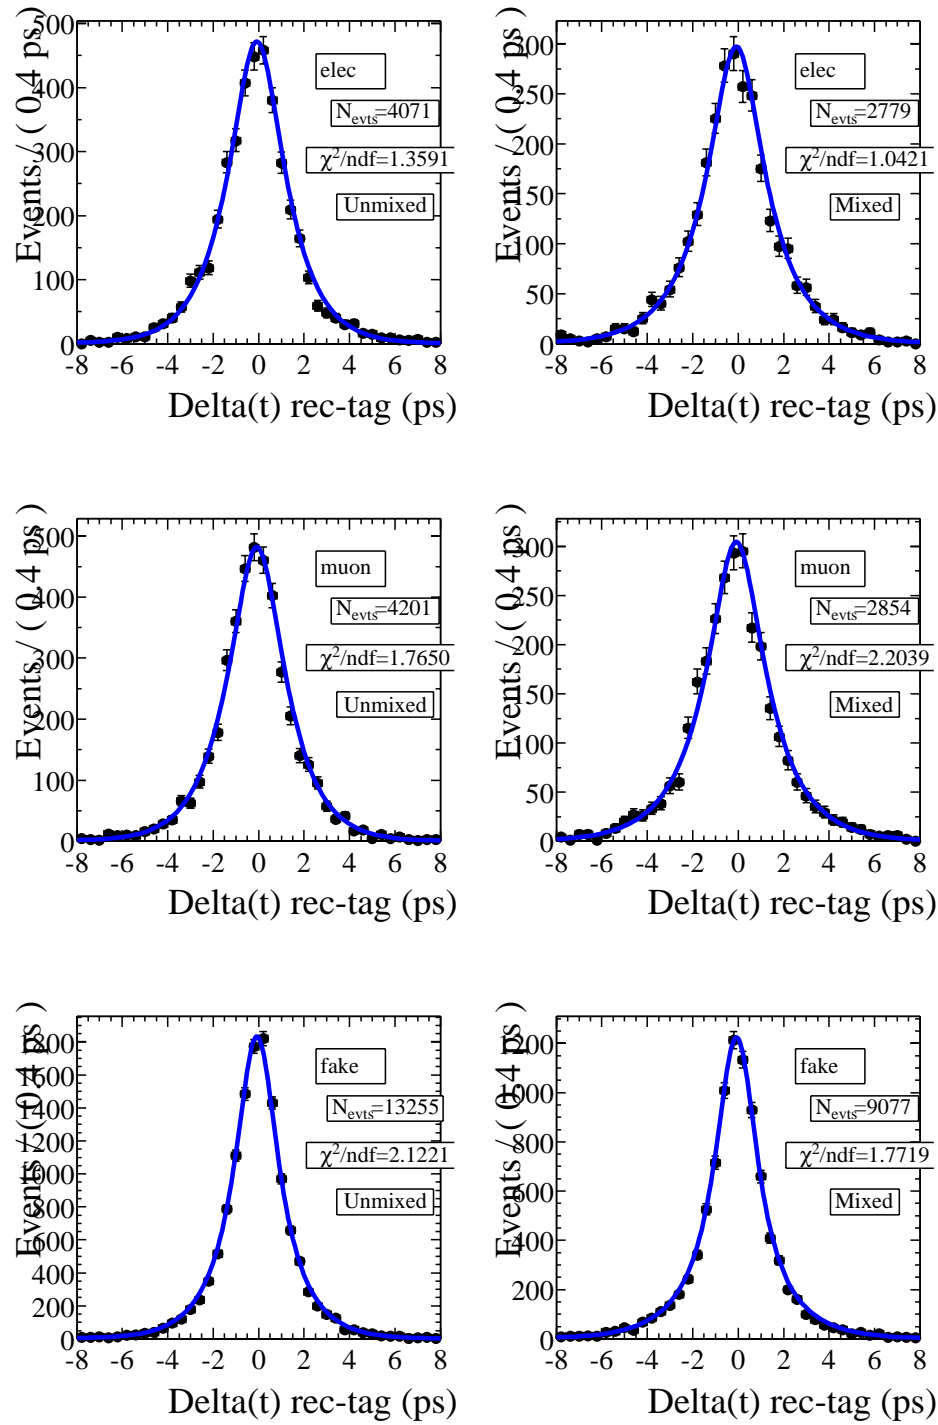 Events / ( 0.4 ps )
500
400
300
200
100
0
elec
N_evts=4071
χ²/ndf=1.3591
Unmixed
-8 -6 -4 -2 0 2 4 6 8
Delta(t) rec-tag (ps)
Events / ( 0.4 ps )
300
250
200
150
100
50
0
elec
N_evts=2779
χ²/ndf=1.0421
Mixed
-8 -6 -4 -2 0 2 4 6 8
Delta(t) rec-tag (ps)
Events / ( 0.4 ps )
500
400
300
200
100
0
muon
N_evts=4201
χ²/ndf=1.7650
Unmixed
-8 -6 -4 -2 0 2 4 6 8
Delta(t) rec-tag (ps)
Events / ( 0.4 ps )
300
250
200
150
100
50
0
muon
N_evts=2854
χ²/ndf=2.2039
Mixed
-8 -6 -4 -2 0 2 4 6 8
Delta(t) rec-tag (ps)
Events / ( 0.4 ps )
1800
1600
1400
1200
1000
800
600
400
200
0
fake
N_evts=13255
χ²/ndf=2.1221
Unmixed
-8 -6 -4 -2 0 2 4 6 8
Delta(t) rec-tag (ps)
Events / ( 0.4 ps )
1200
1000
800
600
400
200
0
fake
N_evts=9077
χ²/ndf=1.7719
Mixed
-8 -6 -4 -2 0 2 4 6 8
Delta(t) rec-tag (ps)